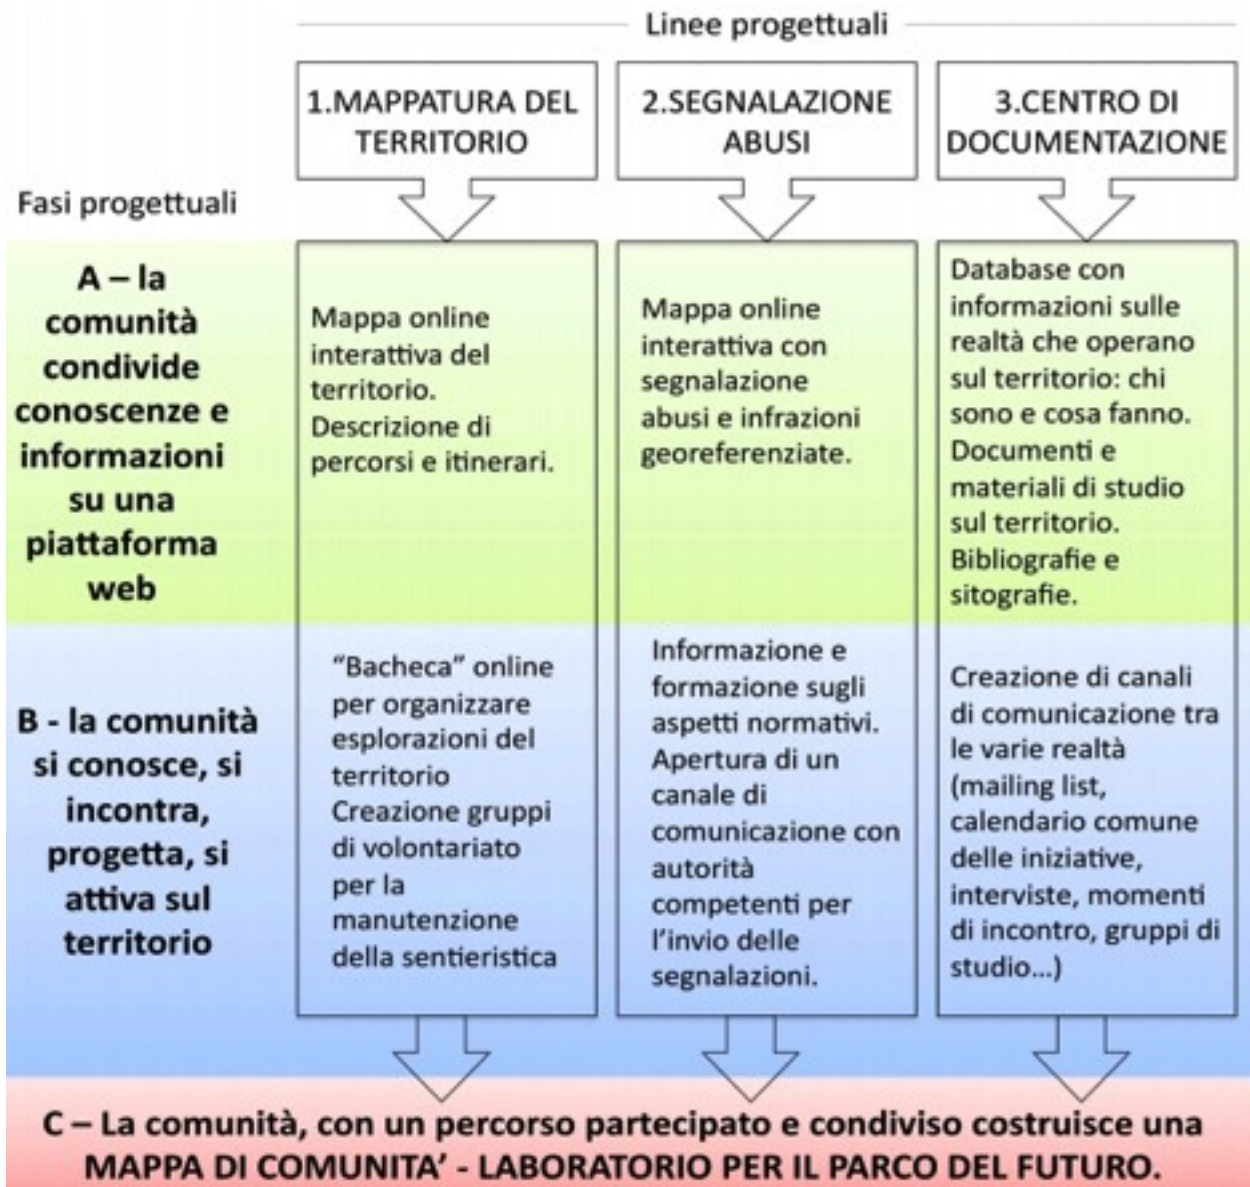 Linee progettuali
1.MAPPATURA DEL
TERRITORIO
2.SEGNALAZIONE
ABUSI
3.CENTRO DI
DOCUMENTAZIONE
Fasi progettuali
A – la
comunità
condivide
conoscenze e
informazioni
su una
piattaforma
web
Mappa online
interattiva del
territorio.
Descrizione di
percorsi e itinerari.
Mappa online
interattiva con
segnalazione
abusi e infrazioni
georeferenziate.
Database con
informazioni sulle
realtà che operano
sul territorio: chi
sono e cosa fanno.
Documenti e
materiali di studio
sul territorio.
Bibliografie e
sitografie.
B - la comunità
si conosce, si
incontra,
progetta, si
attiva sul
territorio
“Bacheca” online
per organizzare
esplorazioni del
territorio
Creazione gruppi
di volontariato
per la
manutenzione
della sentieristica
Informazione e
formazione sugli
aspetti normativi.
Apertura di un
canale di
comunicazione con
autorità
competenti per
l’invio delle
segnalazioni.
Creazione di canali
di comunicazione tra
le varie realtà
(mailing list,
calendario comune
delle iniziative,
interviste, momenti
di incontro, gruppi di
studio…)
C – La comunità, con un percorso partecipato e condiviso costruisce una
MAPPA DI COMUNITA’ - LABORATORIO PER IL PARCO DEL FUTURO.